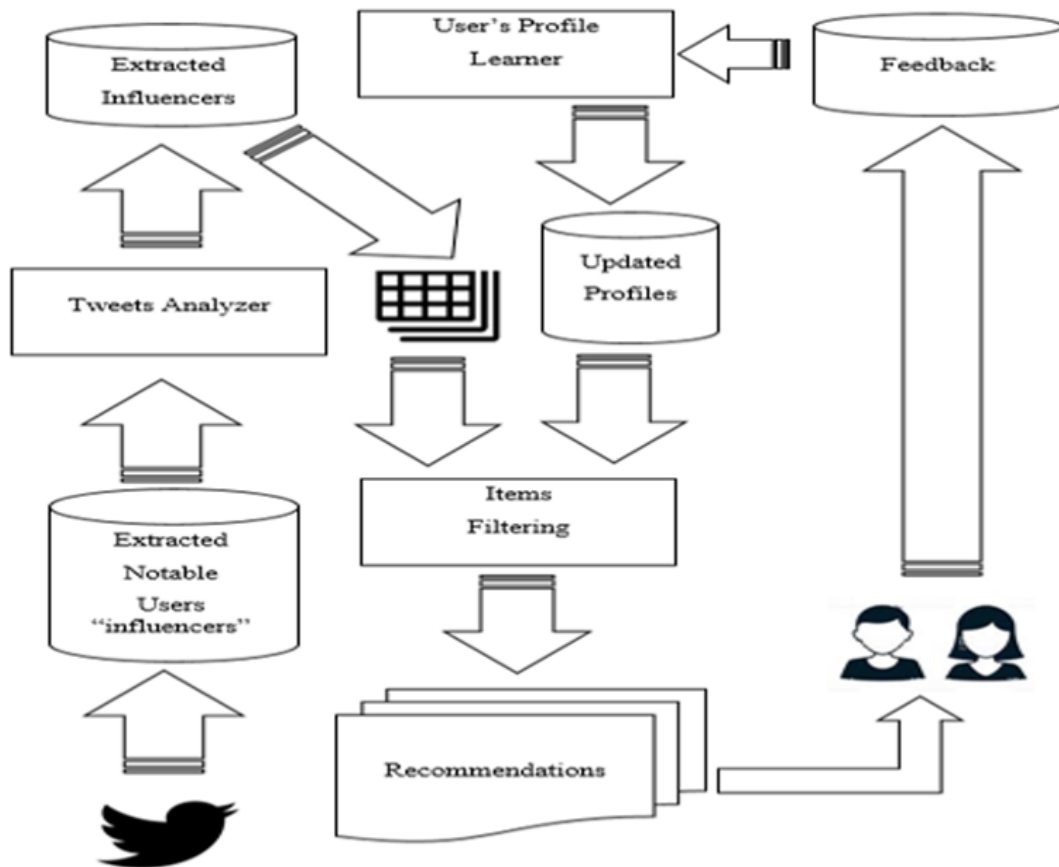 Extracted
Influencers
User’s Profile
Learner
Feedback
Tweets Analyzer
Updated
Profiles
Extracted
Notable
Users
“influencers”
Items
Filtering
Recommendations